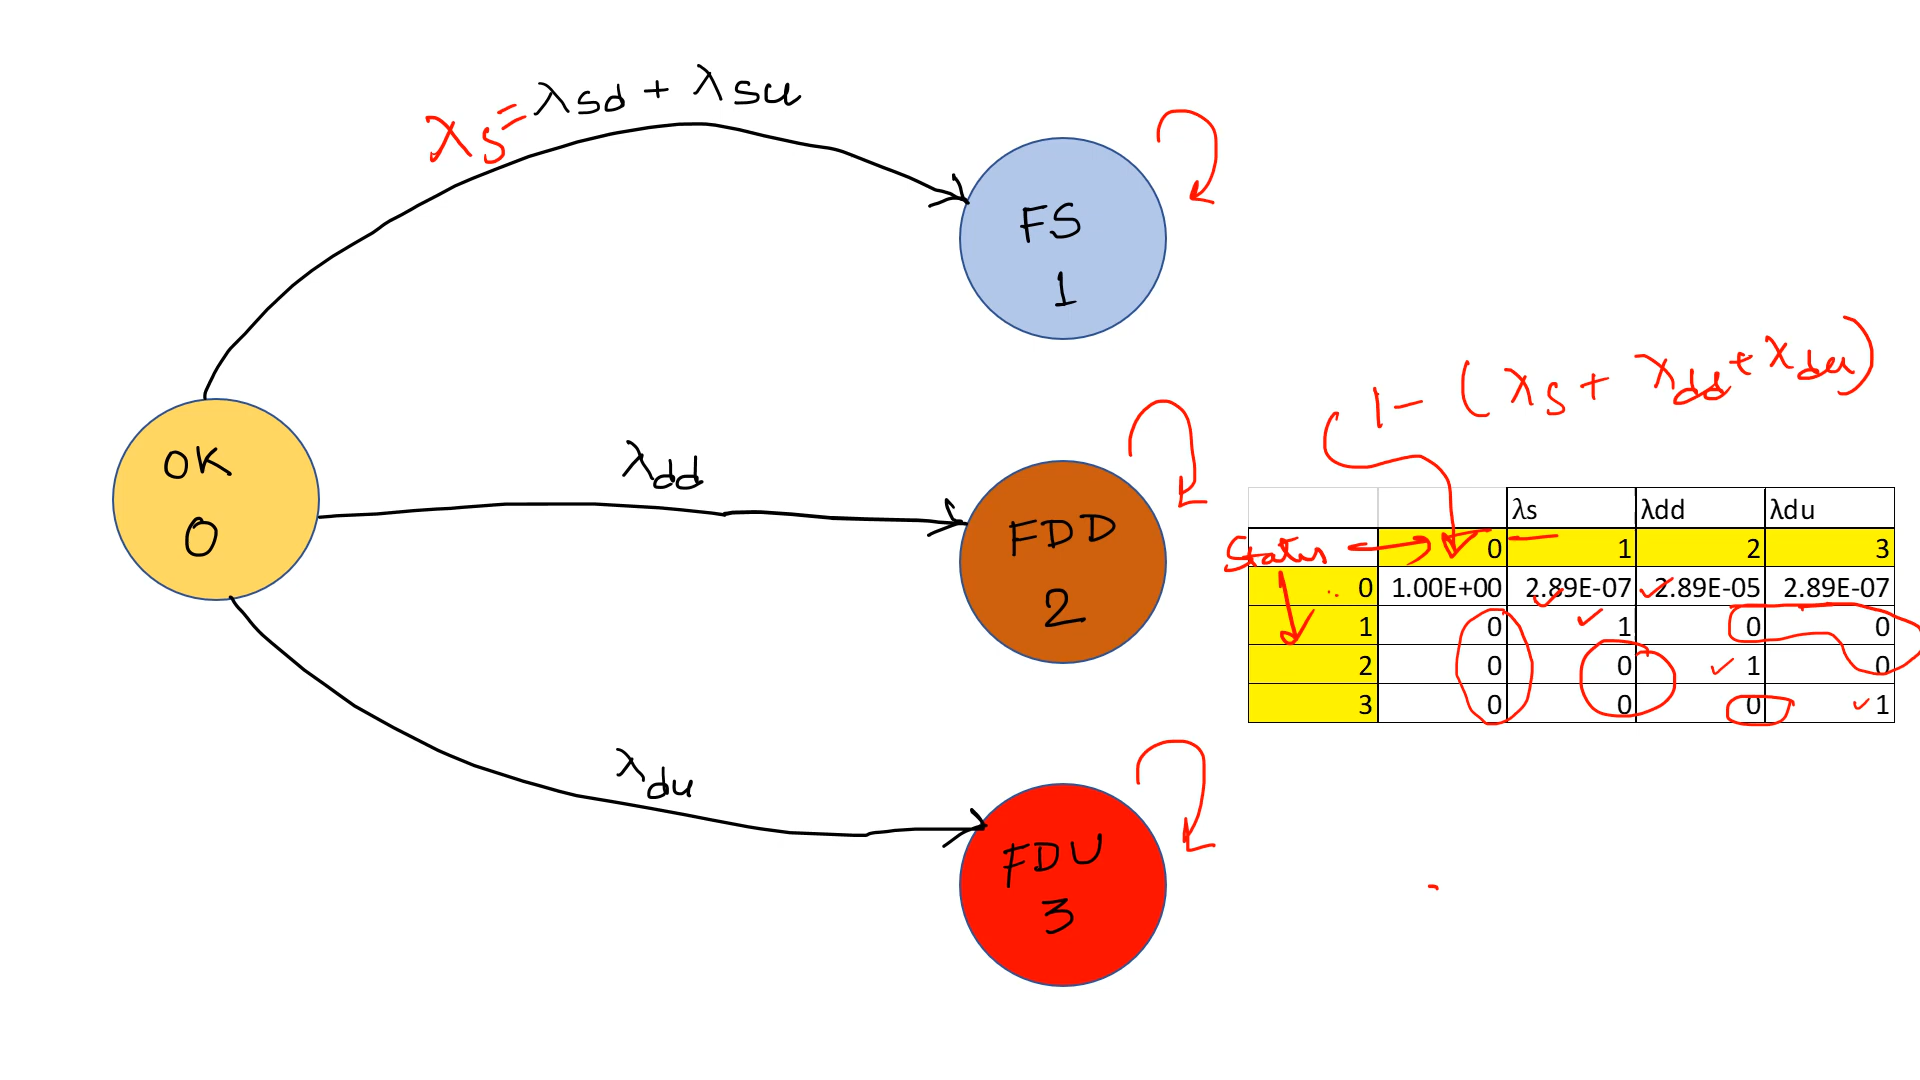 λs = λsd + λsu
FS
1
1 - (λs + λdd + λdu)
OK
0
λdd
FDD
2
λdu
FDU
3
λs λdd λdu
States 0 1 2 3
0 1.00E+00 2.89E-07 2.89E-05 2.89E-07
1 0 1 0 0
2 0 0 1 0
3 0 0 0 1